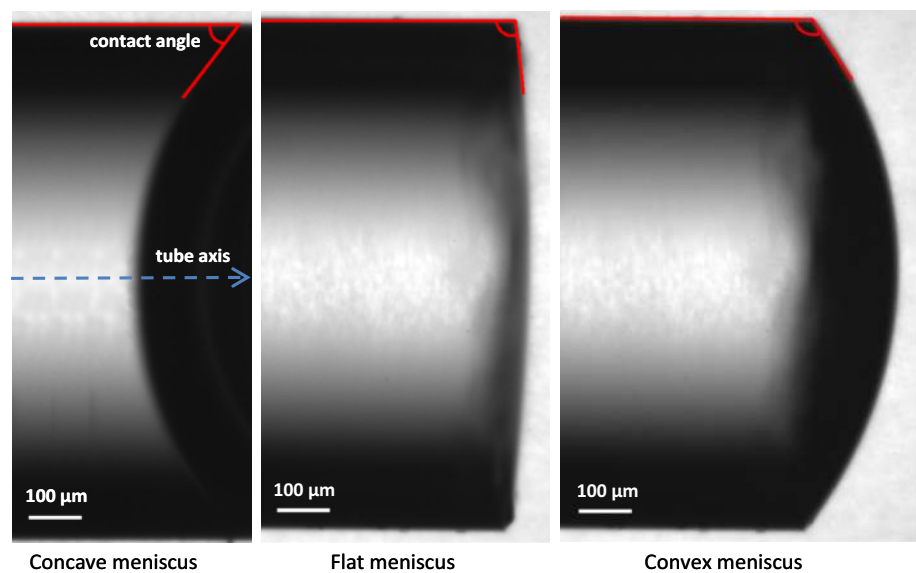 contact angle
tube axis
100 µm
100 µm
100 µm
Concave meniscus
Flat meniscus
Convex meniscus